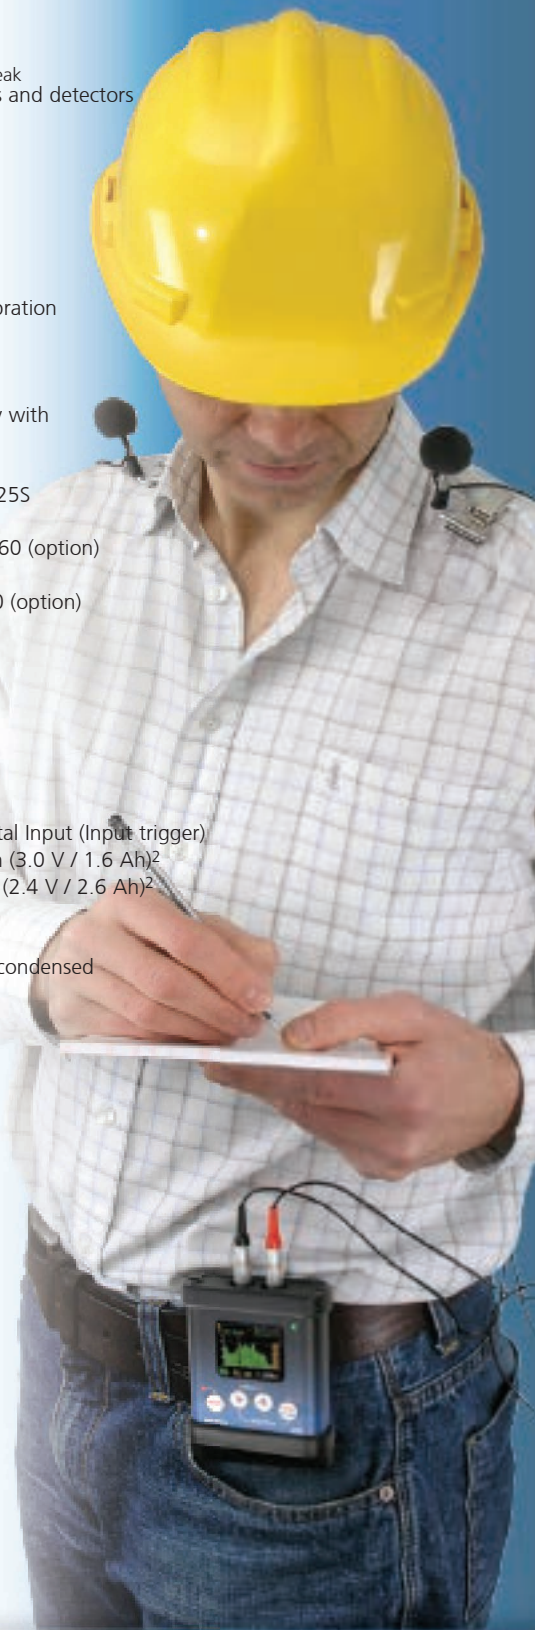 eak
s and detectors
oration
y with
25S
60 (option)
0 (option)
tal Input (Input trigger)
n (3.0 V / 1.6 Ah)2
(2.4 V / 2.6 Ah)2
condensed